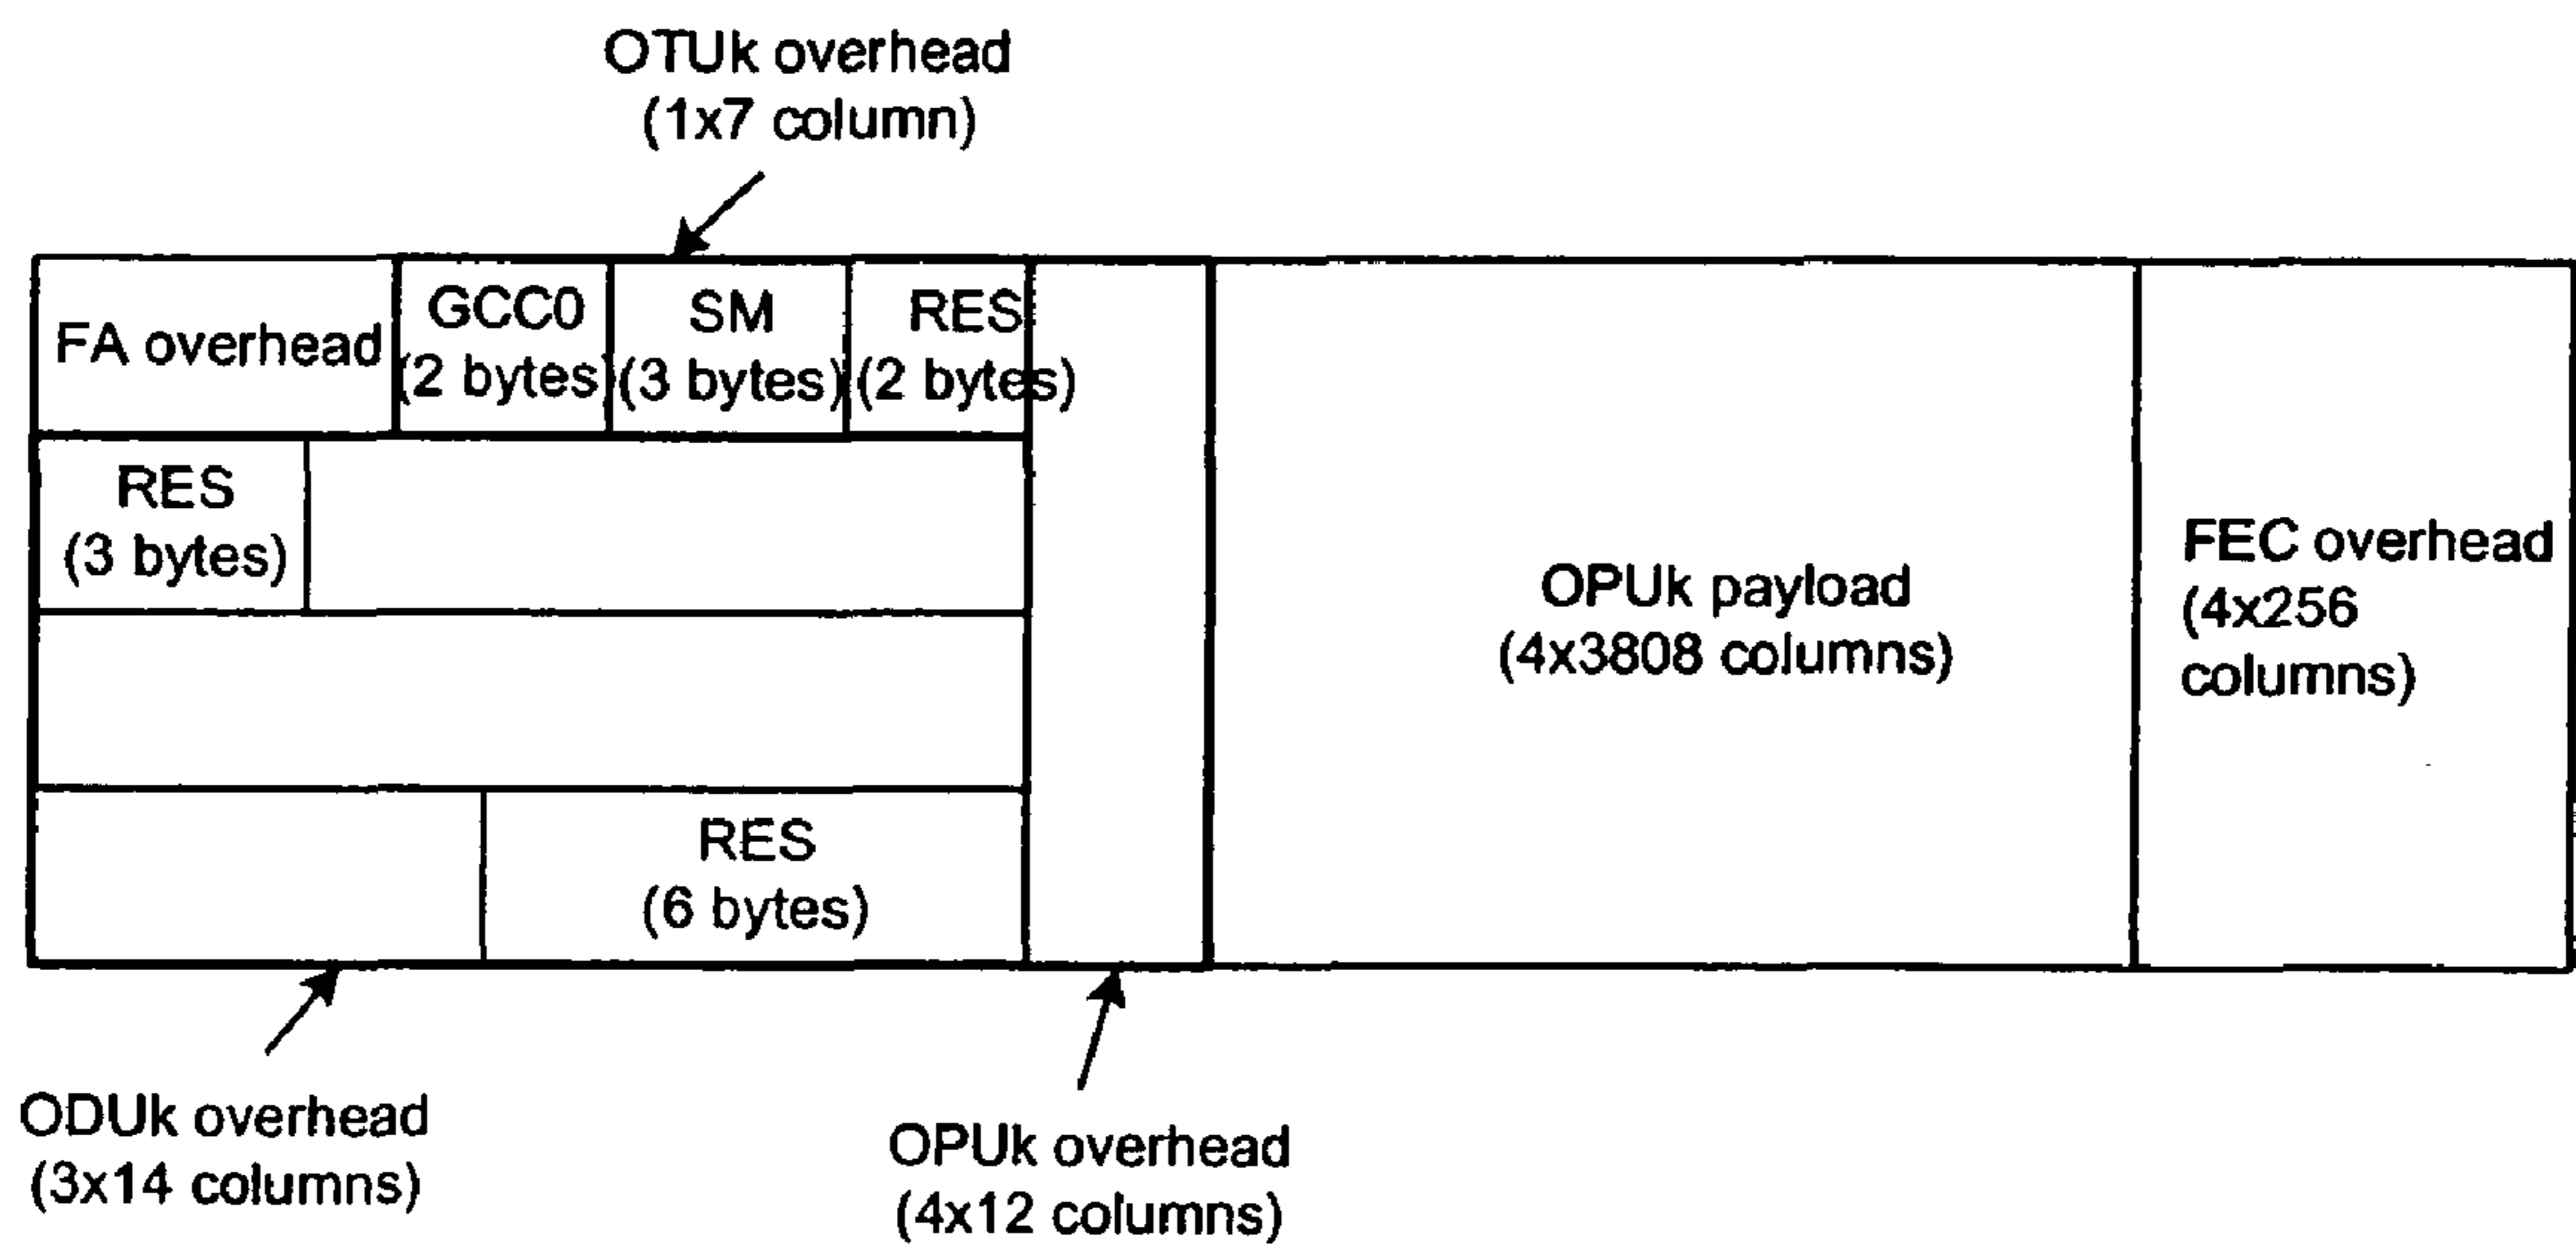 OTUk overhead
(1x7 column)
FA overhead
GCC0
(2 bytes)
SM
(3 bytes)
RES
(2 bytes)
RES
(3 bytes)
OPUk payload
(4x3808 columns)
FEC overhead
(4x256
columns)
RES
(6 bytes)
ODUk overhead
(3x14 columns)
OPUk overhead
(4x12 columns)